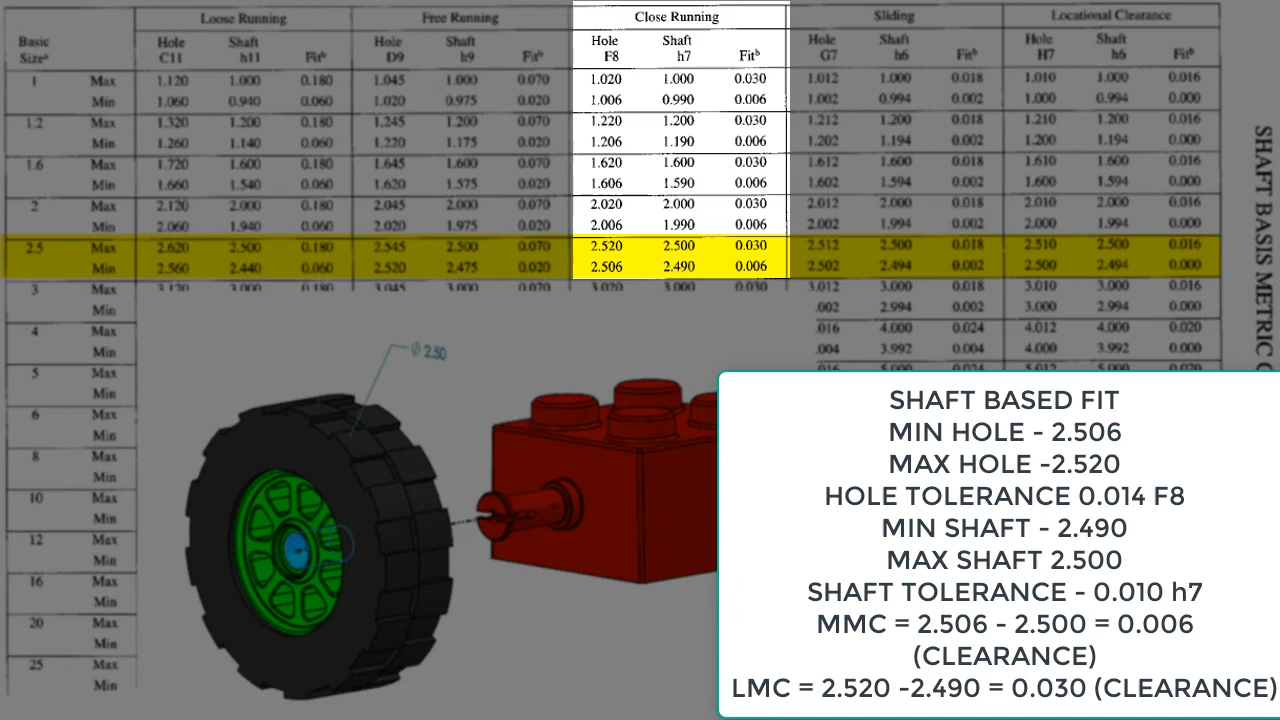 Loose Running Free Running Close Running Sliding Locational Clearance
Basic Hole Shaft Hole Shaft Hole Shaft Hole Shaft Hole Shaft
Sizeª C11 h11 Fitᵇ D9 h9 Fitᵇ F8 h7 Fitᵇ G7 h6 Fitᵇ H7 h6 Fitᵇ
1 Max 1.120 1.000 0.180 1.045 1.000 0.070 1.020 1.000 0.030 1.012 1.000 0.018 1.010 1.000 0.016
Min 1.060 0.940 0.060 1.020 0.975 0.020 1.006 0.990 0.006 1.002 0.994 0.002 1.000 0.994 0.000
1.2 Max 1.320 1.200 0.180 1.245 1.200 0.070 1.220 1.200 0.030 1.212 1.200 0.018 1.210 1.200 0.016
Min 1.260 1.140 0.060 1.220 1.175 0.020 1.206 1.190 0.006 1.202 1.194 0.002 1.200 1.194 0.000
1.6 Max 1.720 1.600 0.180 1.645 1.600 0.070 1.620 1.600 0.030 1.612 1.600 0.018 1.610 1.600 0.016
Min 1.660 1.540 0.060 1.620 1.575 0.020 1.606 1.590 0.006 1.602 1.594 0.002 1.600 1.594 0.000
2 Max 2.120 2.000 0.180 2.045 2.000 0.070 2.020 2.000 0.030 2.012 2.000 0.018 2.010 2.000 0.016
Min 2.060 1.940 0.060 2.020 1.975 0.020 2.006 1.990 0.006 2.002 1.994 0.002 2.000 1.994 0.000
2.5 Max 2.620 2.500 0.180 2.545 2.500 0.070 2.520 2.500 0.030 2.512 2.500 0.018 2.510 2.500 0.016
Min 2.560 2.440 0.060 2.520 2.475 0.020 2.506 2.490 0.006 2.502 2.494 0.002 2.500 2.494 0.000
3 Max 3.120 3.000 0.180 3.045 3.000 0.070 3.020 3.000 0.030 3.012 3.000 0.018 3.010 3.000 0.016
Min .002 2.994 0.002 3.000 2.994 0.000
4 Max .016 4.000 0.024 4.012 4.000 0.020
Min .004 3.992 0.004 4.000 3.992 0.000
5 Max
Min
6 Max
Min
8 Max
Min
10 Max
Min
12 Max
Min
16 Max
Min
20 Max
Min
25 Max
Min
SHAFT BASIS METRIC
Ø 2.50
SHAFT BASED FIT
MIN HOLE - 2.506
MAX HOLE -2.520
HOLE TOLERANCE 0.014 F8
MIN SHAFT - 2.490
MAX SHAFT 2.500
SHAFT TOLERANCE - 0.010 h7
MMC = 2.506 - 2.500 = 0.006
(CLEARANCE)
LMC = 2.520 -2.490 = 0.030 (CLEARANCE)